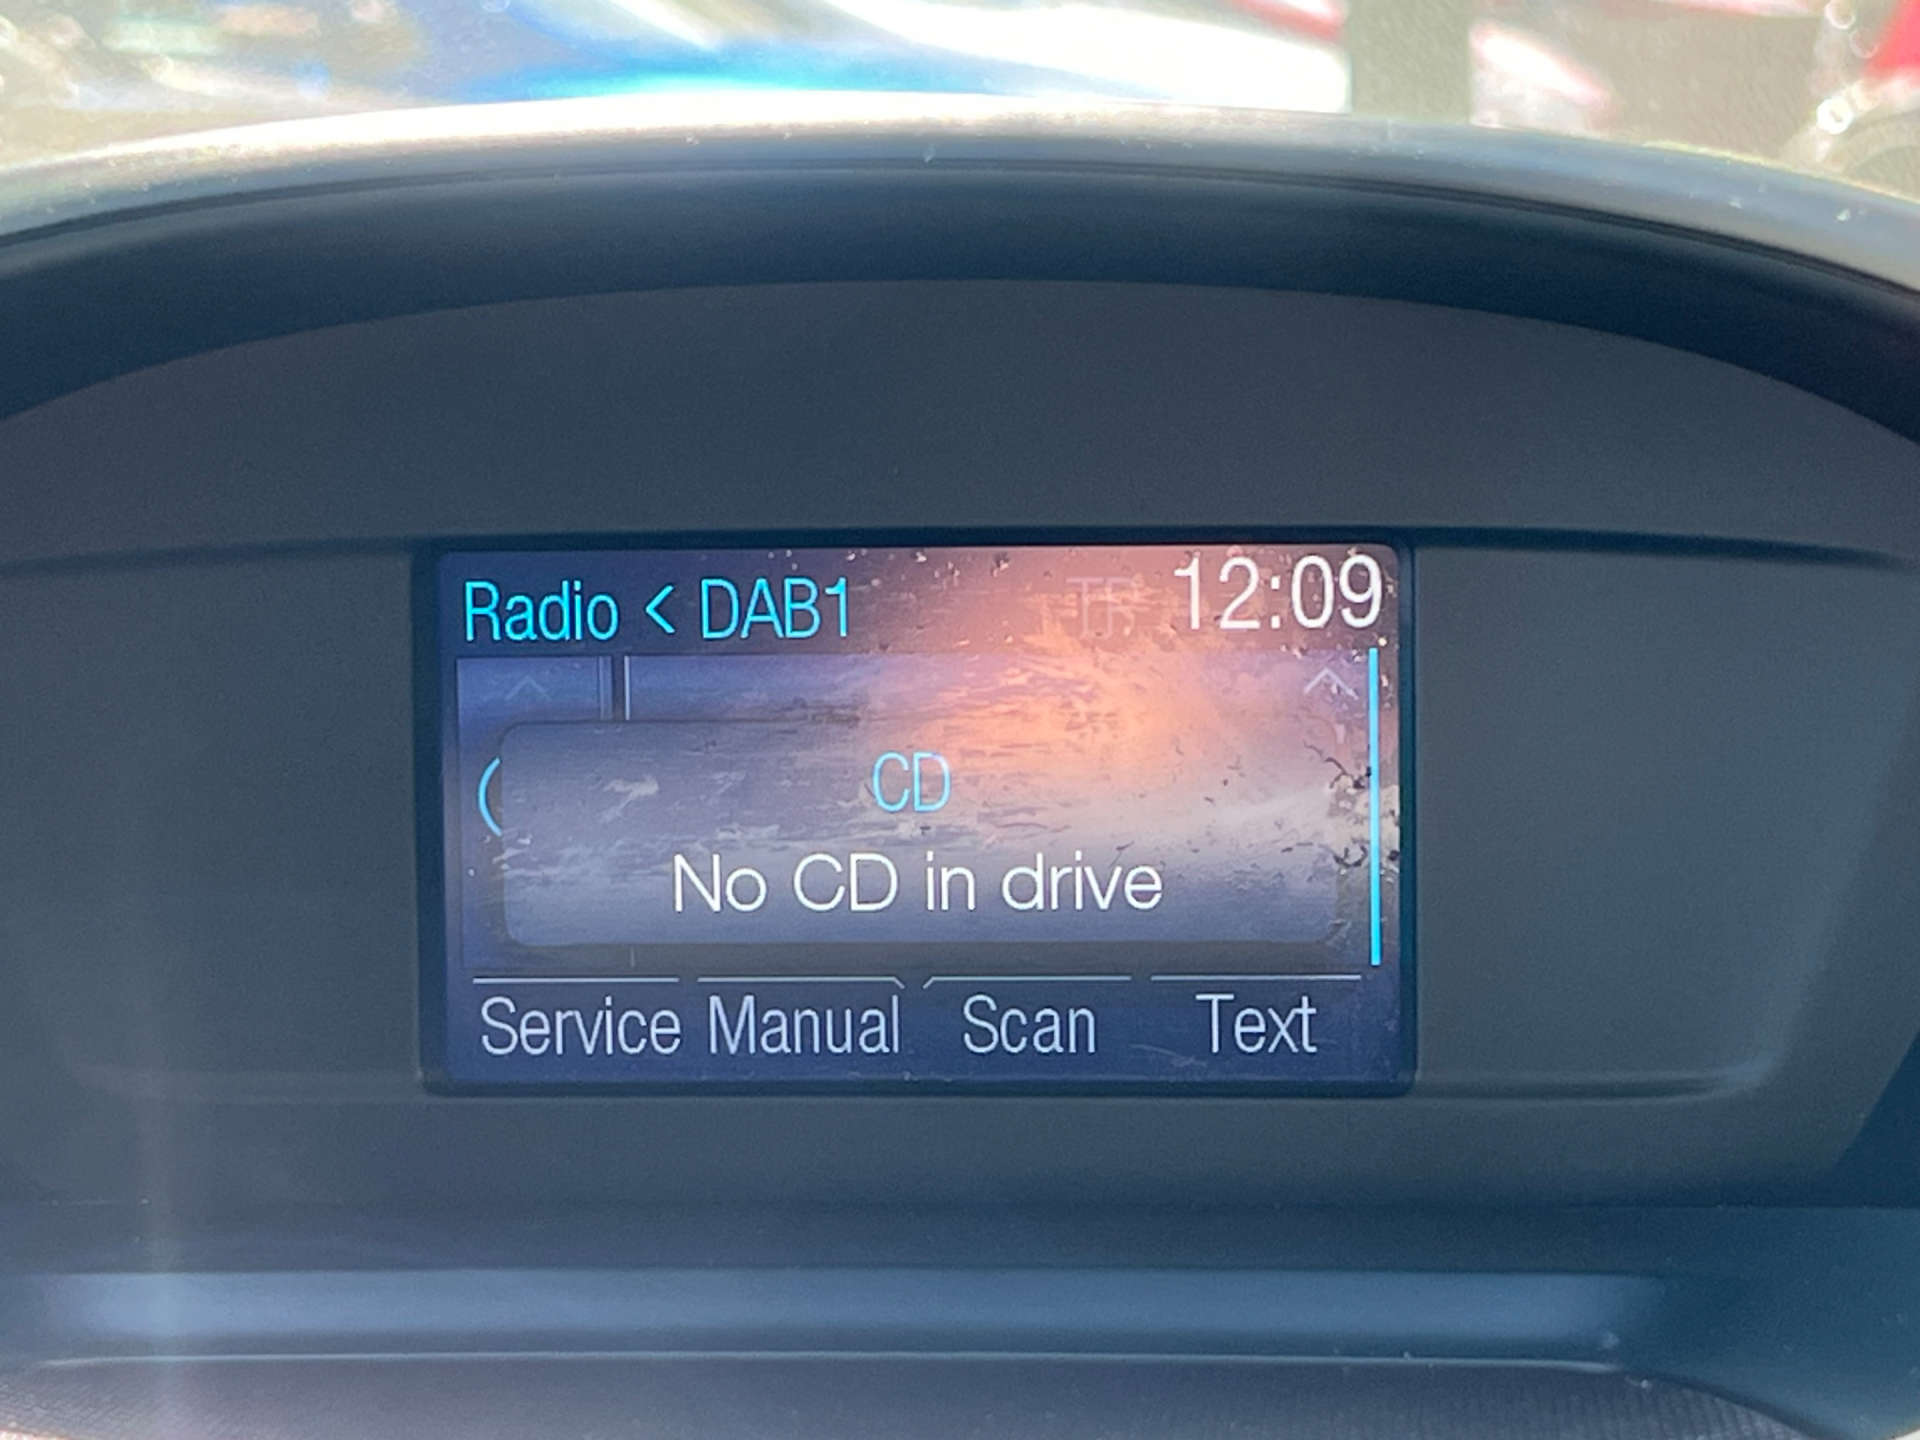 Radio < DAB1 12:09
CD
No CD in drive
Service Manual Scan Text